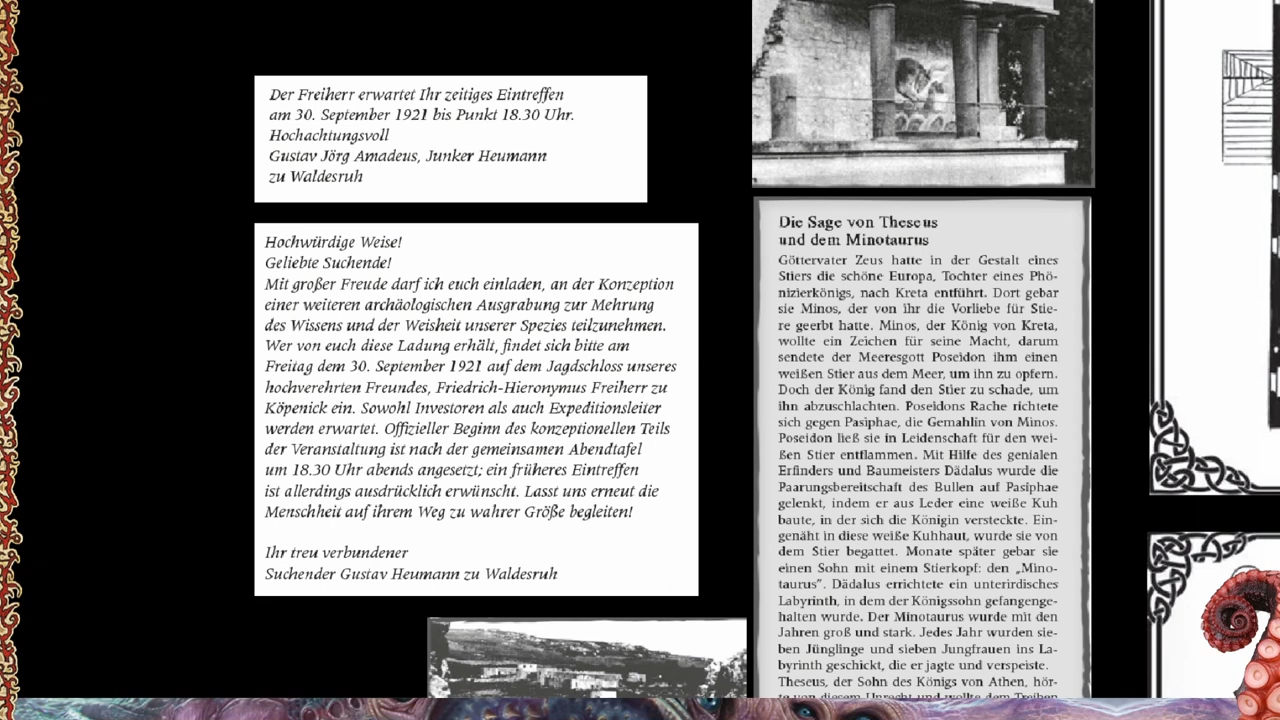 Der Freiherr erwartet Ihr zeitiges Eintreffen
am 30. September 1921 bis Punkt 18.30 Uhr.
Hochachtungsvoll
Gustav Jörg Amadeus, Junker Heumann
zu Waldesruh
Hochwürdige Weise!
Geliebte Suchende!
Mit großer Freude darf ich euch einladen, an der Konzeption
einer weiteren archäologischen Ausgrabung zur Mehrung
des Wissens und der Weisheit unserer Spezies teilzunehmen.
Wer von euch diese Ladung erhält, findet sich bitte am
Freitag dem 30. September 1921 auf dem Jagdschloss unseres
hochverehrten Freundes, Friedrich-Hieronymus Freiherr zu
Köpenick ein. Sowohl Investoren als auch Expeditionsleiter
werden erwartet. Offizieller Beginn des konzeptionellen Teils
der Veranstaltung ist nach der gemeinsamen Abendtafel
um 18.30 Uhr abends angesetzt; ein früheres Eintreffen
ist allerdings ausdrücklich erwünscht. Lasst uns erneut die
Menschheit auf ihrem Weg zu wahrer Größe begleiten!
Ihr treu verbundener
Suchender Gustav Heumann zu Waldesruh
Die Sage von Theseus
und dem Minotaurus
Göttervater Zeus hatte in der Gestalt eines
Stiers die schöne Europa, Tochter eines Phö-
nizierkönigs, nach Kreta entführt. Dort gebar
sie Minos, der von ihr die Vorliebe für Stie-
re geerbt hatte. Minos, der König von Kreta,
wollte ein Zeichen für seine Macht, darum
sendete der Meeresgott Poseidon ihm einen
weißen Stier aus dem Meer, um ihn zu opfern.
Doch der König fand den Stier zu schade, um
ihn abzuschlachten. Poseidons Rache richtete
sich gegen Pasiphae, die Gemahlin von Minos.
Poseidon ließ sie in Leidenschaft für den wei-
ßen Stier entflammen. Mit Hilfe des genialen
Erfinders und Baumeisters Dädalus wurde die
Paarungsbereitschaft des Bullen auf Pasiphae
gelenkt, indem er aus Leder eine weiße Kuh
baute, in der sich die Königin versteckte. Ein-
genäht in diese weiße Kuhhaut, wurde sie von
dem Stier begattet. Monate später gebar sie
einen Sohn mit einem Stierkopf: den „Mino-
taurus”. Dädalus errichtete ein unterirdisches
Labyrinth, in dem der Königssohn gefangenge-
halten wurde. Der Minotaurus wurde mit den
Jahren groß und stark. Jedes Jahr wurden sie-
ben Jünglinge und sieben Jungfrauen ins La-
byrinth geschickt, die er jagte und verspeiste.
Theseus, der Sohn des Königs von Athen, hör-
te von diesem Unrecht und wollte dem Treiben